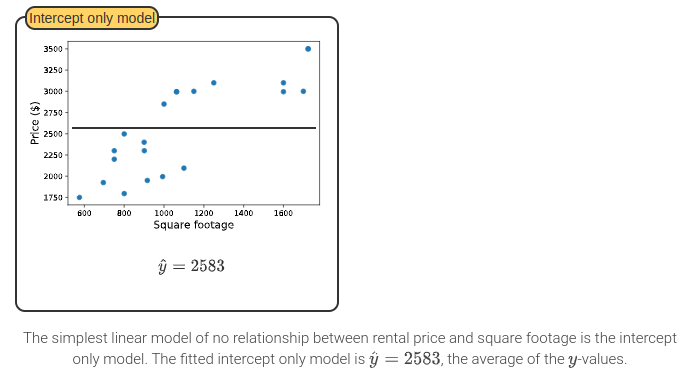 Intercept only model
3500
3250
3000
2750
2500
2250
2000
1750
Price ($)
600 800 1000 1200 1400 1600
Square footage
ŷ = 2583
The simplest linear model of no relationship between rental price and square footage is the intercept
only model. The fitted intercept only model is ŷ = 2583, the average of the y-values.